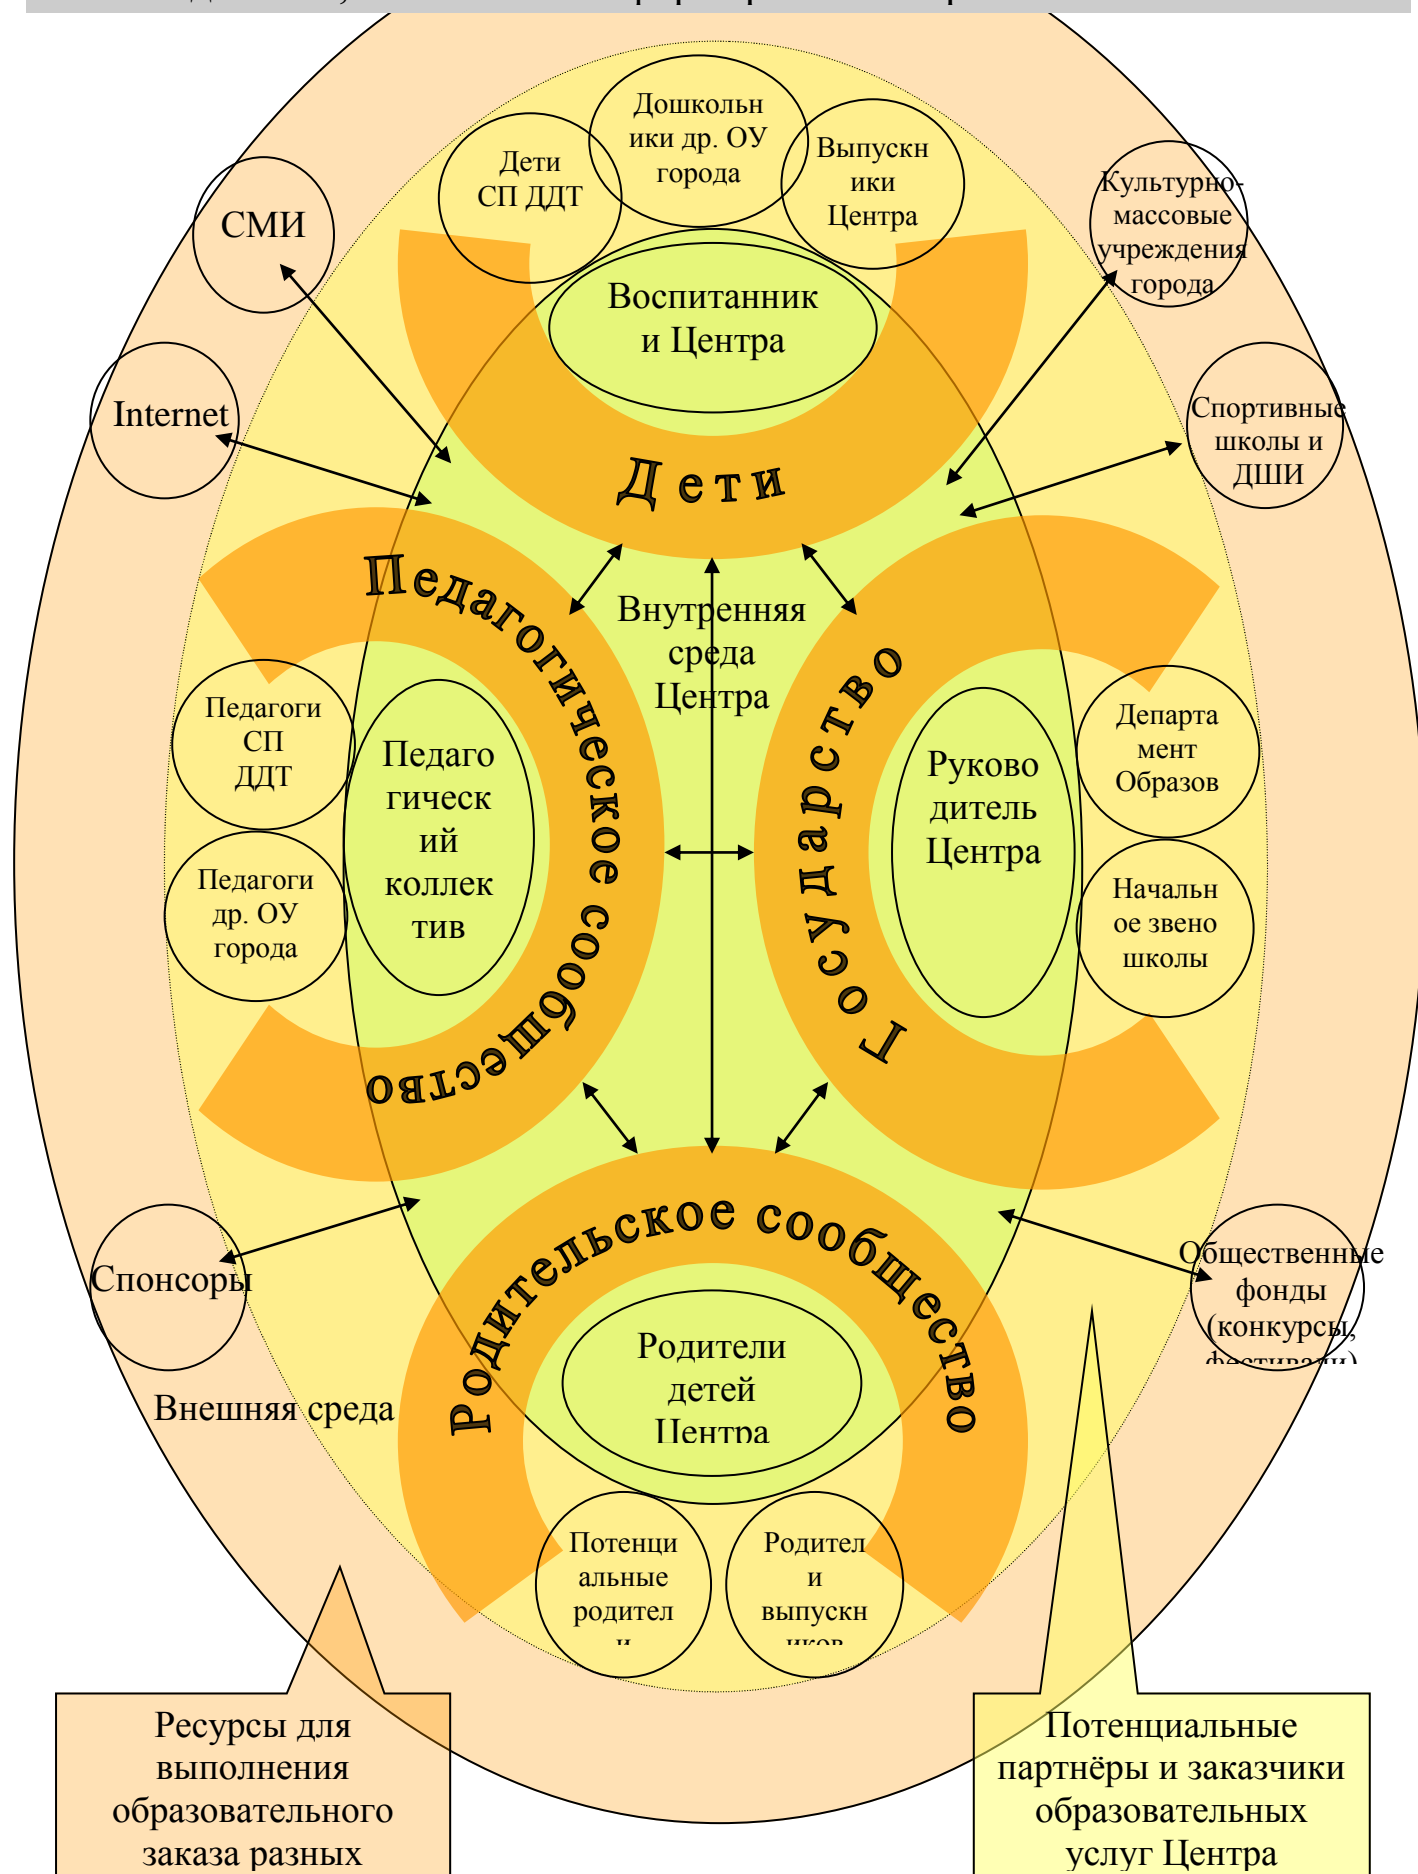 Дошкольн
ики др. ОУ
города
Дети
СП ДДТ
Выпускн
ики
Центра
СМИ
Культурно-
массовые
учреждения
города
Воспитанник
и Центра
Internet
Спортивные
школы и
ДШИ
Дети
Педагогическое сообщество
Внутренняя
среда
Центра
Государство
Педагоги
СП
ДДТ
Педаго
гическ
ий
коллек
тив
Руково
дитель
Центра
Департа
мент
Образов
Педагоги
др. ОУ
города
Начальн
ое звено
школы
Родительское сообщество
Спонсоры
Общественные
фонды
(конкурсы,
фестивали)
Родители
детей
Центра
Внешняя среда
Потенци
альные
родител
и
Родител
и
выпускн
иков
Ресурсы для
выполнения
образовательного
заказа разных
Потенциальные
партнёры и заказчики
образовательных
услуг Центра